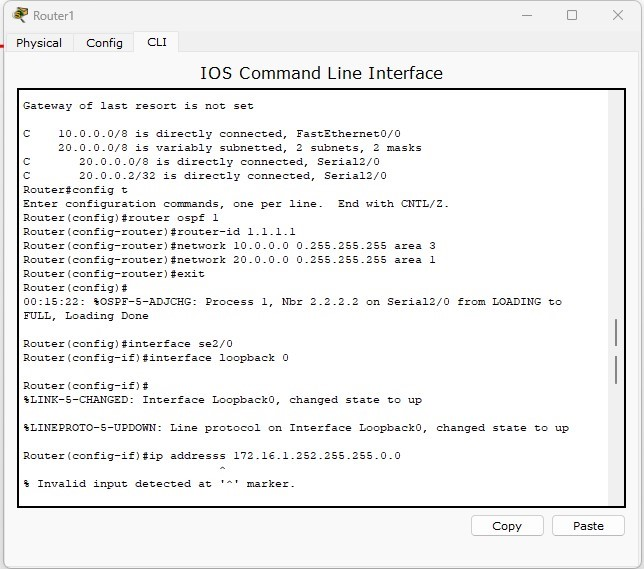 Router1
Physical Config CLI
IOS Command Line Interface
Gateway of last resort is not set
C    10.0.0.0/8 is directly connected, FastEthernet0/0
     20.0.0.0/8 is variably subnetted, 2 subnets, 2 masks
C       20.0.0.0/8 is directly connected, Serial2/0
C       20.0.0.2/32 is directly connected, Serial2/0
Router#config t
Enter configuration commands, one per line.  End with CNTL/Z.
Router(config)#router ospf 1
Router(config-router)#router-id 1.1.1.1
Router(config-router)#network 10.0.0.0 0.255.255.255 area 3
Router(config-router)#network 20.0.0.0 0.255.255.255 area 1
Router(config-router)#exit
Router(config)#
00:15:22: %OSPF-5-ADJCHG: Process 1, Nbr 2.2.2.2 on Serial2/0 from LOADING to
FULL, Loading Done
Router(config)#interface se2/0
Router(config-if)#interface loopback 0
Router(config-if)#
%LINK-5-CHANGED: Interface Loopback0, changed state to up
%LINEPROTO-5-UPDOWN: Line protocol on Interface Loopback0, changed state to up
Router(config-if)#ip addresss 172.16.1.252.255.255.0.0
^
% Invalid input detected at '^' marker.
Copy Paste